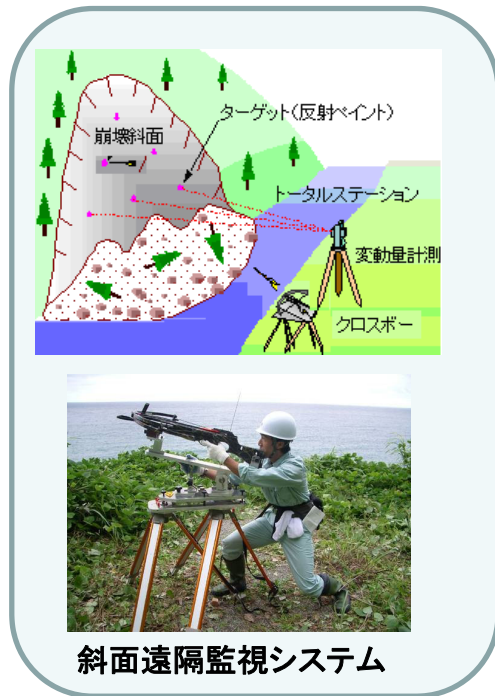 ターゲット(反射ペイント)
崩壊斜面
トータルステーション
変動量計測
クロスボー
斜面遠隔監視システム